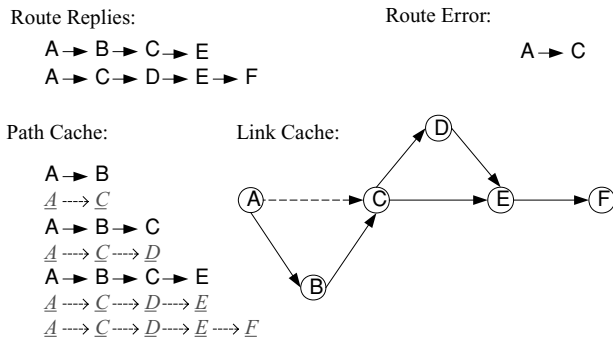 Route Replies:
A → B → C → E
A → C → D → E → F
Route Error:
A → C
Path Cache:
A → B
A ----> C
A → B → C
A ----> C ----> D
A → B → C → E
A ----> C ----> D ----> E
A ----> C ----> D ----> E ----> F
Link Cache:
D
A
C
E
F
B